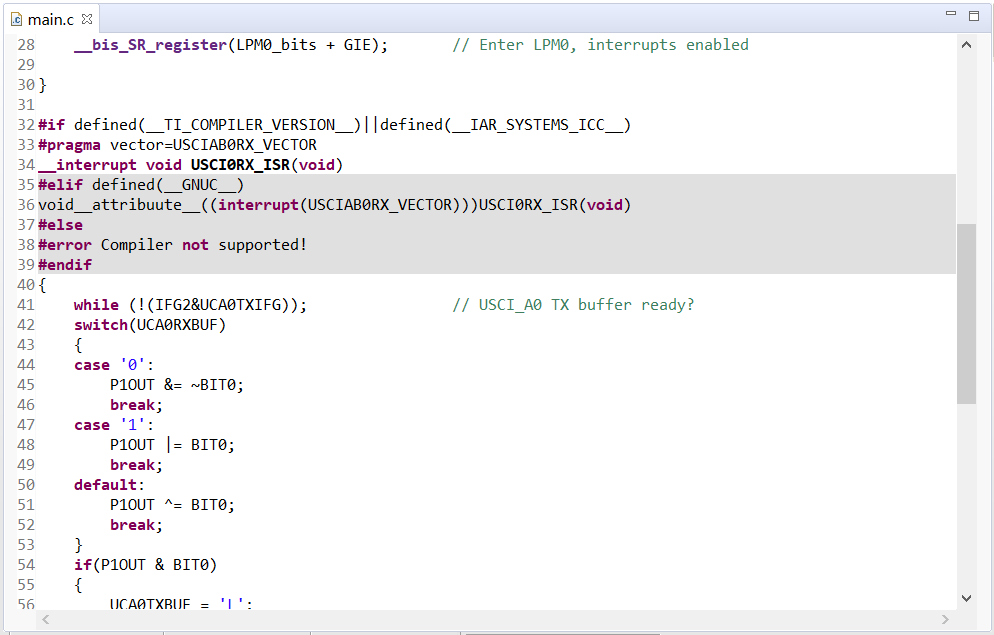 main.c
28     __bis_SR_register(LPM0_bits + GIE);       // Enter LPM0, interrupts enabled
29
30 }
31
32 #if defined(__TI_COMPILER_VERSION__)||defined(__IAR_SYSTEMS_ICC__)
33 #pragma vector=USCIAB0RX_VECTOR
34 __interrupt void USCI0RX_ISR(void)
35 #elif defined(__GNUC__)
36 void__attribuute__((interrupt(USCIAB0RX_VECTOR)))USCI0RX_ISR(void)
37 #else
38 #error Compiler not supported!
39 #endif
40 {
41     while (!(IFG2&UCA0TXIFG));                // USCI_A0 TX buffer ready?
42     switch(UCA0RXBUF)
43     {
44     case '0':
45         P1OUT &= ~BIT0;
46         break;
47     case '1':
48         P1OUT |= BIT0;
49         break;
50     default:
51         P1OUT ^= BIT0;
52         break;
53     }
54     if(P1OUT & BIT0)
55     {
56         UCA0TXBUF = 'L';